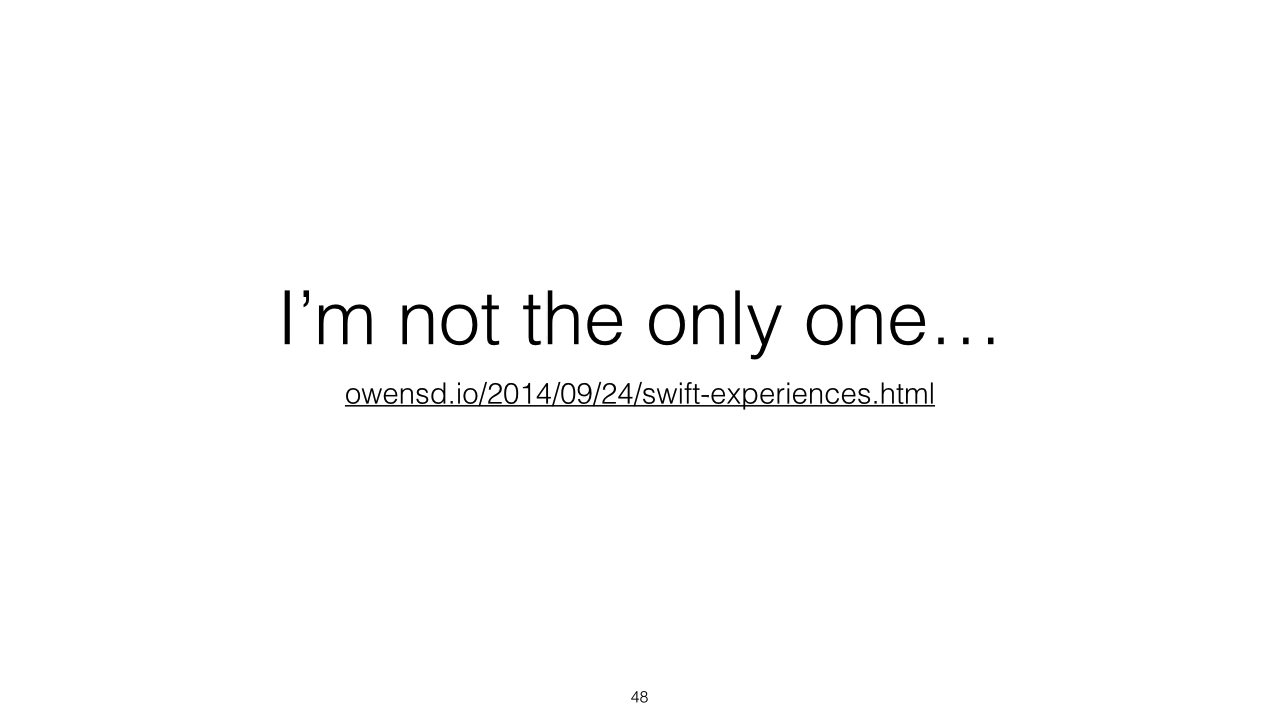 I’m not the only one…
owensd.io/2014/09/24/swift-experiences.html
48